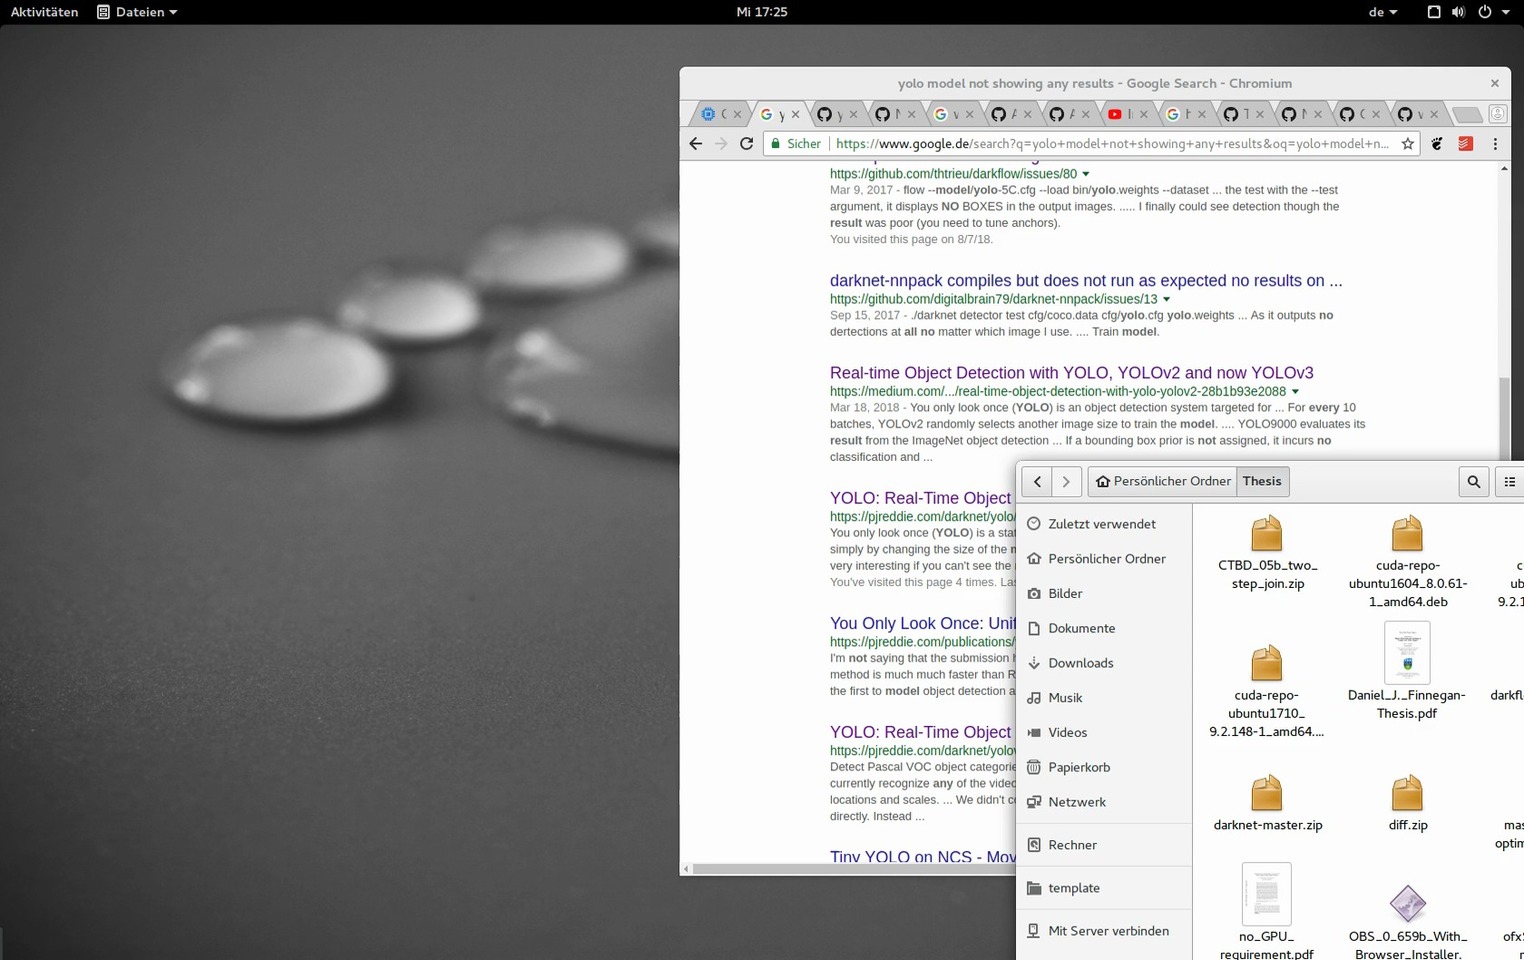 Aktivitäten
Dateien
Mi 17:25
de
yolo model not showing any results - Google Search - Chromium
Sicher
https://www.google.de/search?q=yolo+model+not+showing+any+results&oq=yolo+model+n...
https://github.com/thtrieu/darkflow/issues/80
Mar 9, 2017 - flow --model/yolo-5C.cfg --load bin/yolo.weights --dataset ... the test with the --test
argument, it displays NO BOXES in the output images. ..... I finally could see detection though the
result was poor (you need to tune anchors).
You visited this page on 8/7/18.
darknet-nnpack compiles but does not run as expected no results on ...
https://github.com/digitalbrain79/darknet-nnpack/issues/13
Sep 15, 2017 - ./darknet detector test cfg/coco.data cfg/yolo.cfg yolo.weights ... As it outputs no
dertections at all no matter which image I use. .... Train model.
Real-time Object Detection with YOLO, YOLOv2 and now YOLOv3
https://medium.com/.../real-time-object-detection-with-yolo-yolov2-28b1b93e2088
Mar 18, 2018 - You only look once (YOLO) is an object detection system targeted for ... For every 10
batches, YOLOv2 randomly selects another image size to train the model. .... YOLO9000 evaluates its
result from the ImageNet object detection ... If a bounding box prior is not assigned, it incurs no
classification and ...
YOLO: Real-Time Object
https://pjreddie.com/darknet/yolo/
You only look once (YOLO) is a
simply by changing the size of the
very interesting if you can't see the
You've visited this page 4 times.
You Only Look Once:
https://pjreddie.com/publications/
I'm not saying that the submission
method is much much faster than
the first to model object detection
YOLO: Real-Time Object
https://pjreddie.com/darknet/
Detect Pascal VOC object
currently recognize any of the
locations and scales. ... We didn't
directly. Instead ...
Tiny YOLO on NCS -
Persönlicher Ordner
Thesis
Zuletzt verwendet
Persönlicher Ordner
Bilder
Dokumente
Downloads
Musik
Videos
Papierkorb
Netzwerk
Rechner
template
Mit Server verbinden
CTBD_05b_two_
step_join.zip
cuda-repo-
ubuntu1604_8.0.61-
1_amd64.deb
cuda-repo-
ubuntu1710_
9.2.148-1_amd64....
Daniel_J._Finnegan-
Thesis.pdf
darknet-master.zip
diff.zip
no_GPU_
requirement.pdf
OBS_0_659b_With_
Browser_Installer.